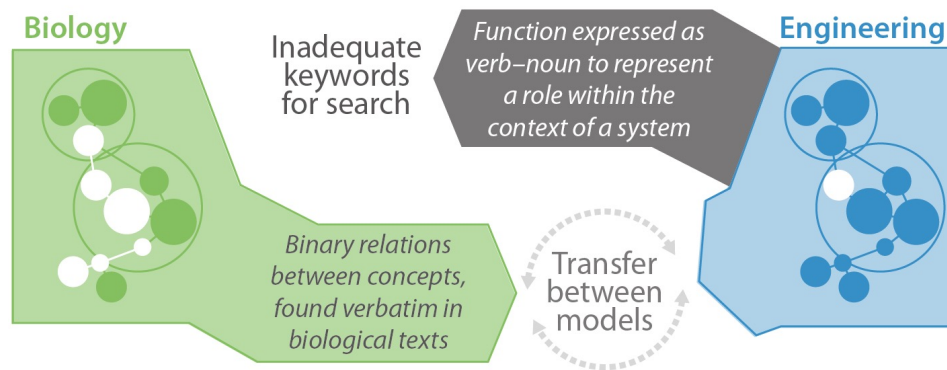 Biology
Inadequate
keywords
for search
Function expressed as
verb–noun to represent
a role within the
context of a system
Engineering
Binary relations
between concepts,
found verbatim in
biological texts
Transfer
between
models